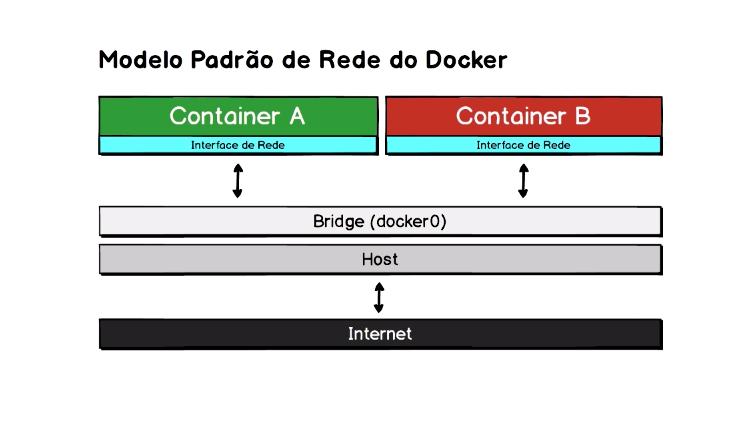 Modelo Padrão de Rede do Docker
Container A
Container B
Interface de Rede
Interface de Rede
Bridge (docker0)
Host
Internet